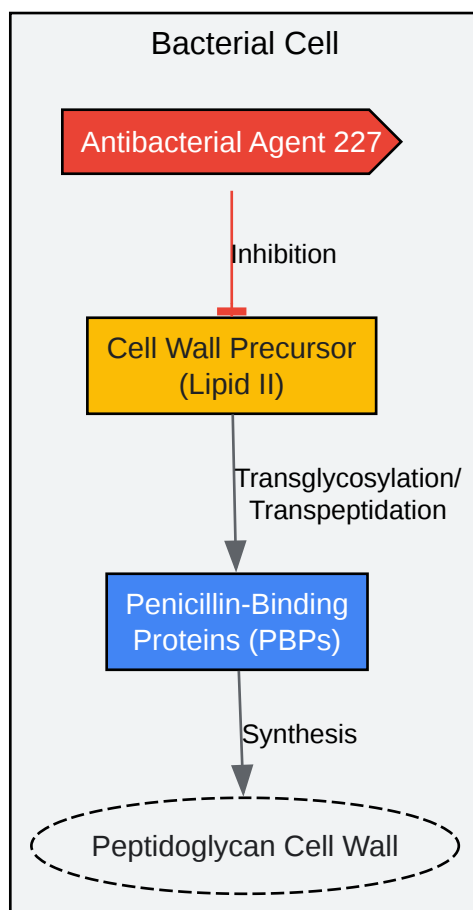 Bacterial Cell
Antibacterial Agent 227
Inhibition
Cell Wall Precursor
(Lipid II)
Transglycosylation/
Transpeptidation
Penicillin-Binding
Proteins (PBPs)
Synthesis
Peptidoglycan Cell Wall